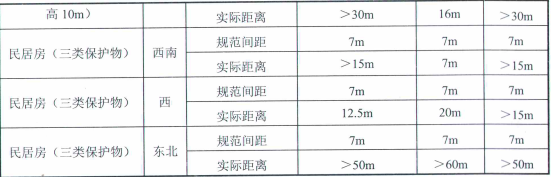 高 10m） 实际距离 ＞30m 16m ＞30m
民居房（三类保护物） 西南 规范间距 7m 7m 7m
实际距离 ＞15m 7m ＞15m
民居房（三类保护物） 西 规范间距 7m 7m 7m
实际距离 12.5m 20m ＞15m
民居房（三类保护物） 东北 规范间距 7m 7m 7m
实际距离 ＞50m ＞60m ＞50m